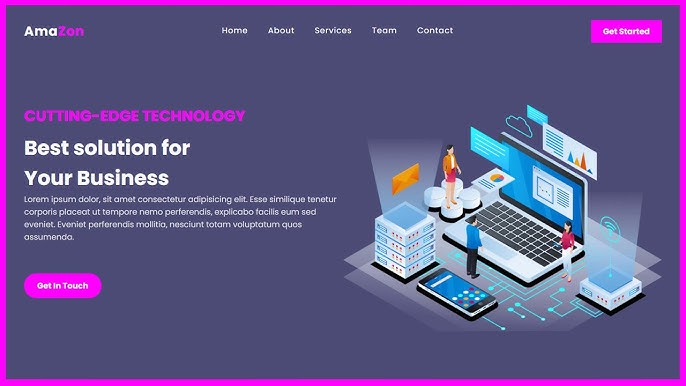 AmaZon
Home About Services Team Contact
Get Started
CUTTING-EDGE TECHNOLOGY
Best solution for
Your Business
Lorem ipsum dolor, sit amet consectetur adipisicing elit. Esse similique tenetur
corporis placeat ut tempore nemo perferendis, explicabo facilis eum sed
eveniet. Eveniet perferendis mollitia, nesciunt totam voluptatum quos
assumenda.
Get In Touch